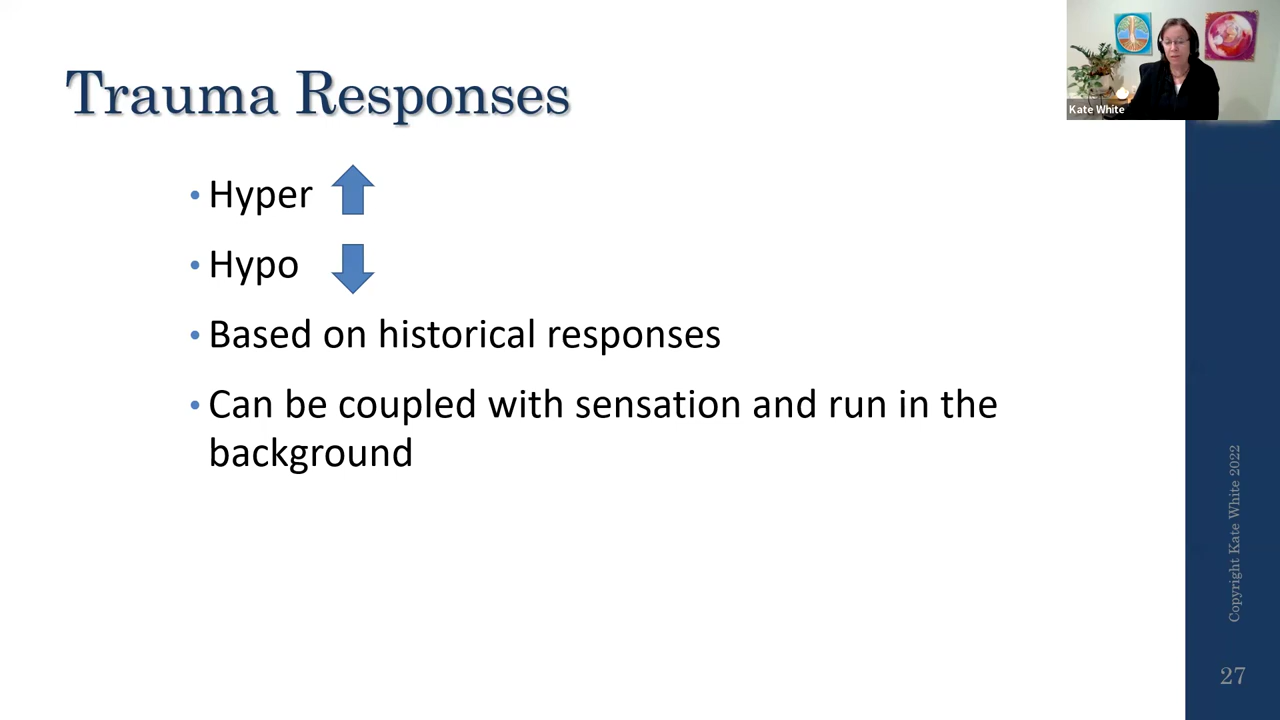 Trauma Responses
Kate White
• Hyper
• Hypo
• Based on historical responses
• Can be coupled with sensation and run in the
background
Copyright Kate White 2022
27